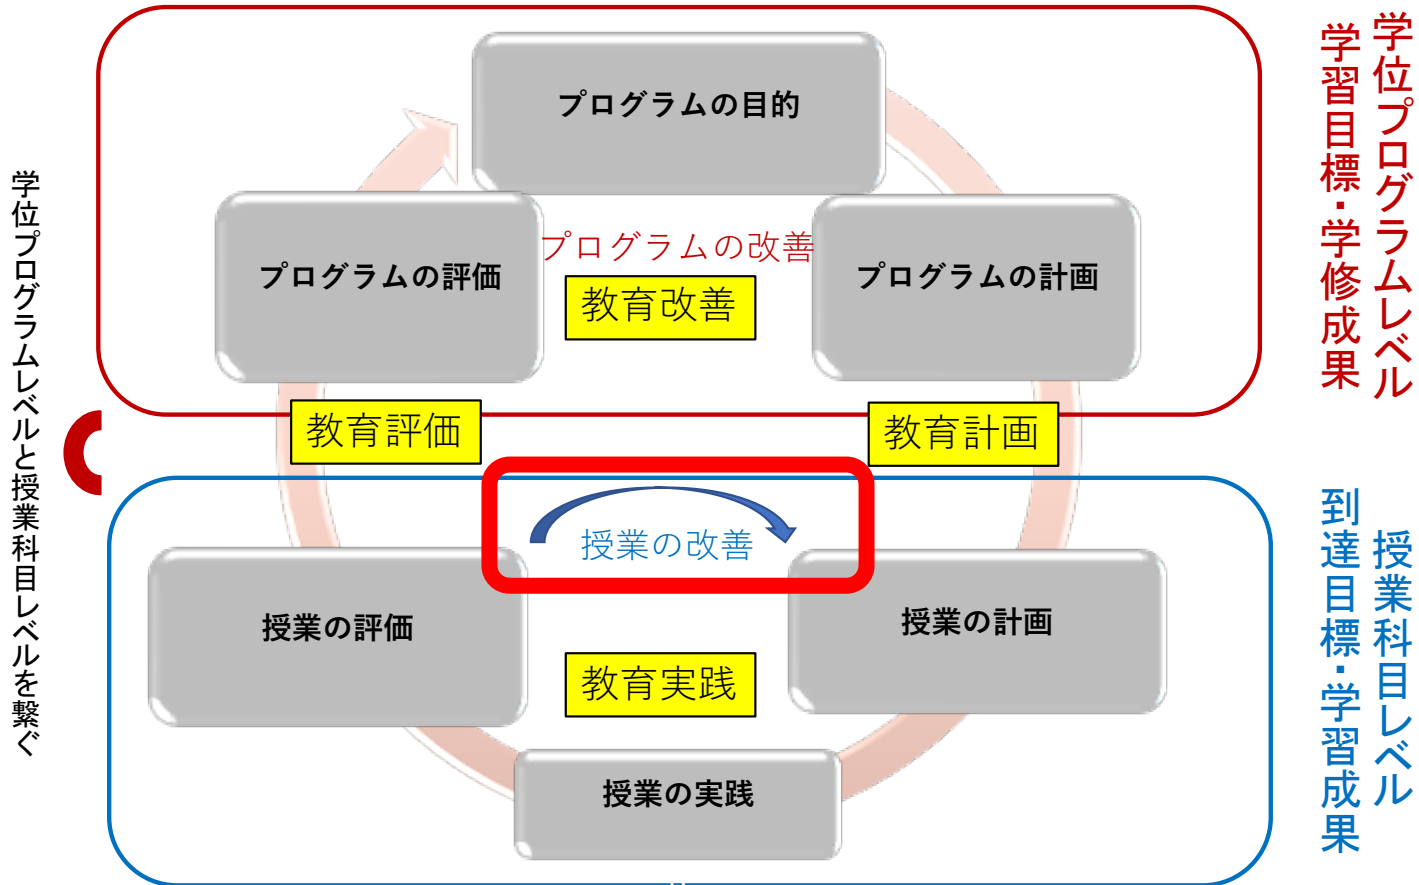 プログラムの目的
プログラムの評価
プログラムの改善
教育改善
プログラムの計画
教育評価
教育計画
授業の改善
授業の評価
授業の計画
教育実践
授業の実践
学位プログラムレベル
学習目標・学修成果
授業科目レベル
到達目標・学習成果
学位プログラムレベルと授業科目レベルを繋ぐ